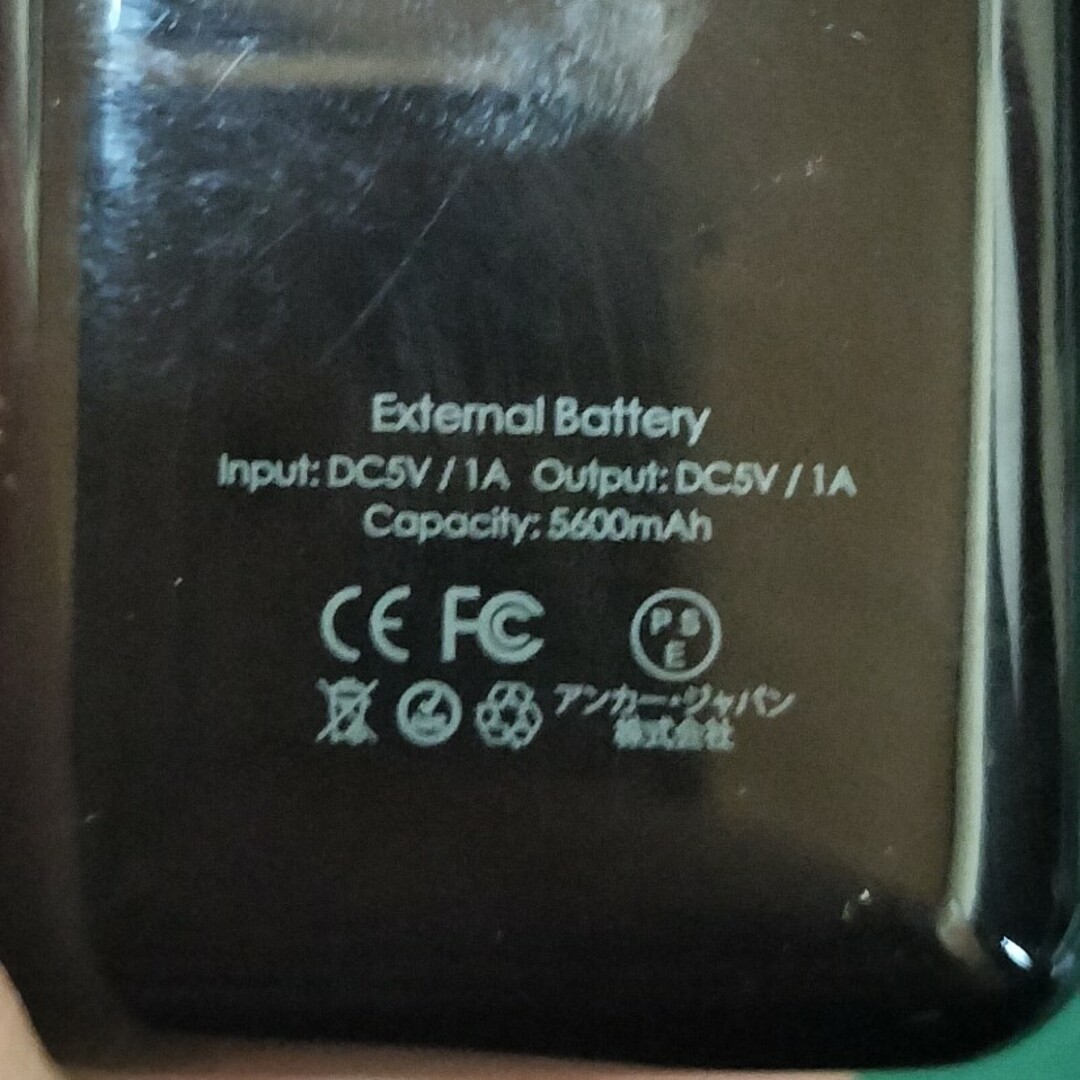 External Battery
Input: DC5V / 1A Output: DC5V / 1A
Capacity: 5600mAh
CE FC PSE
アンカー・ジャパン
株式会社